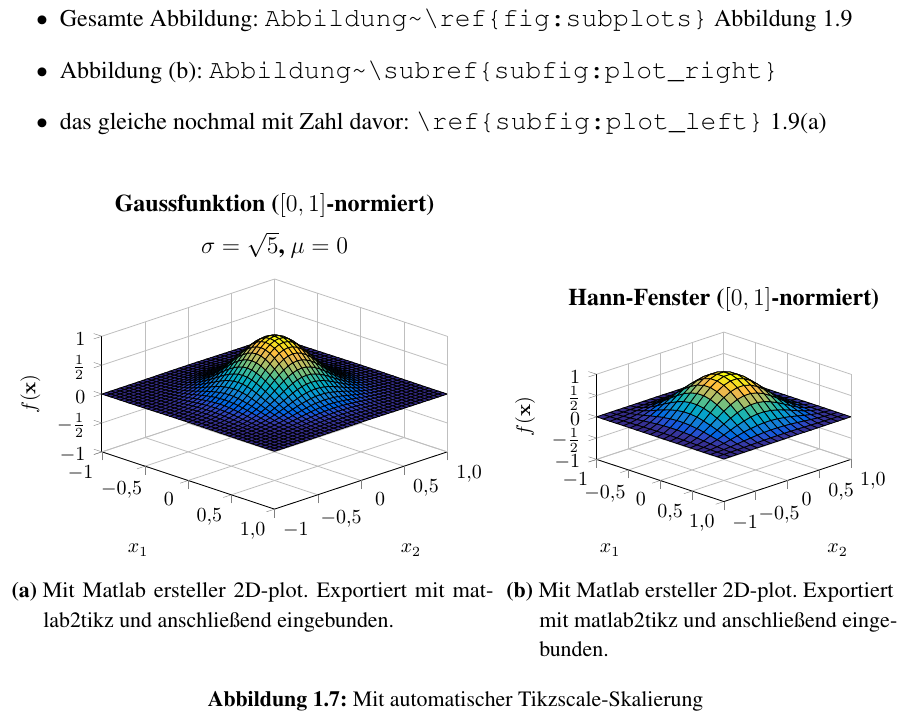 • Gesamte Abbildung: Abbildung~\ref{fig:subplots} Abbildung 1.9
• Abbildung (b): Abbildung~\subref{subfig:plot_right}
• das gleiche nochmal mit Zahl davor: \ref{subfig:plot_left} 1.9(a)
Gaussfunktion ([0, 1]-normiert)
σ = √5, μ = 0
1
1/2
0
−1/2
−1
f(x)
−1
−0,5
0
0,5
1,0
x1
−1
−0,5
0
0,5
1,0
x2
Hann-Fenster ([0, 1]-normiert)
1
1/2
0
−1/2
−1
f(x)
−1
−0,5
0
0,5
1,0
x1
−1
−0,5
0
0,5
1,0
x2
(a) Mit Matlab ersteller 2D-plot. Exportiert mit mat-
lab2tikz und anschließend eingebunden.
(b) Mit Matlab ersteller 2D-plot. Exportiert
mit matlab2tikz und anschließend einge-
bunden.
Abbildung 1.7: Mit automatischer Tikzscale-Skalierung